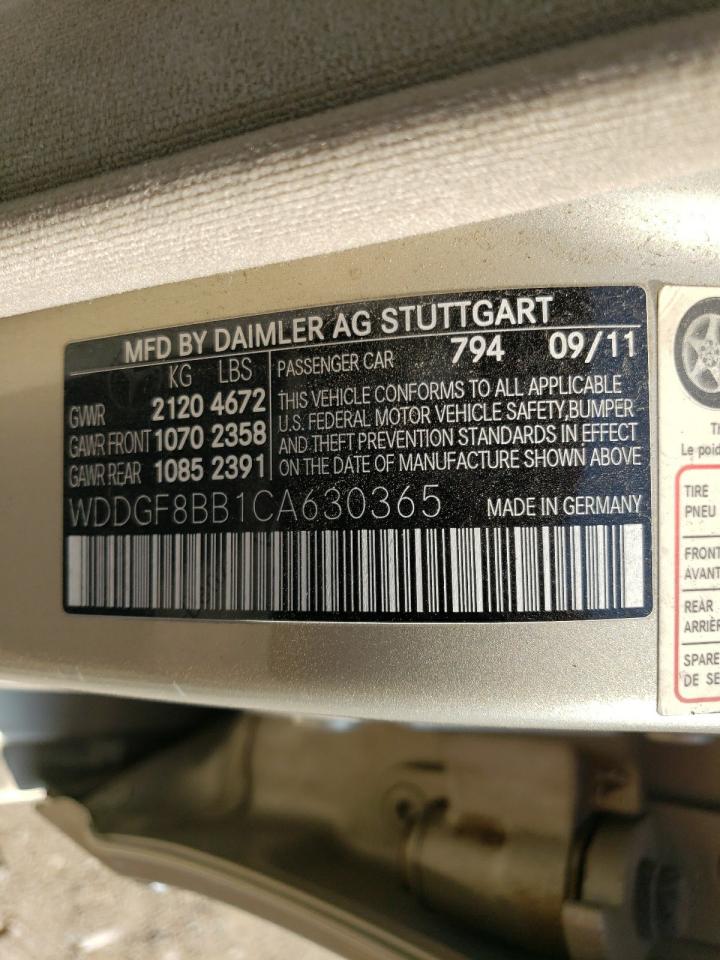 MFD BY DAIMLER AG STUTTGART
KG LBS
GVWR 2120 4672
GAWR FRONT 1070 2358
GAWR REAR 1085 2391
PASSENGER CAR 794 09/11
THIS VEHICLE CONFORMS TO ALL APPLICABLE
U.S. FEDERAL MOTOR VEHICLE SAFETY,BUMPER
AND THEFT PREVENTION STANDARDS IN EFFECT
ON THE DATE OF MANUFACTURE SHOWN ABOVE
WDDGF8BB1CA630365 MADE IN GERMANY
Le
TIRE
PNEU
FRONT
AVANT
REAR
SPARE
DE